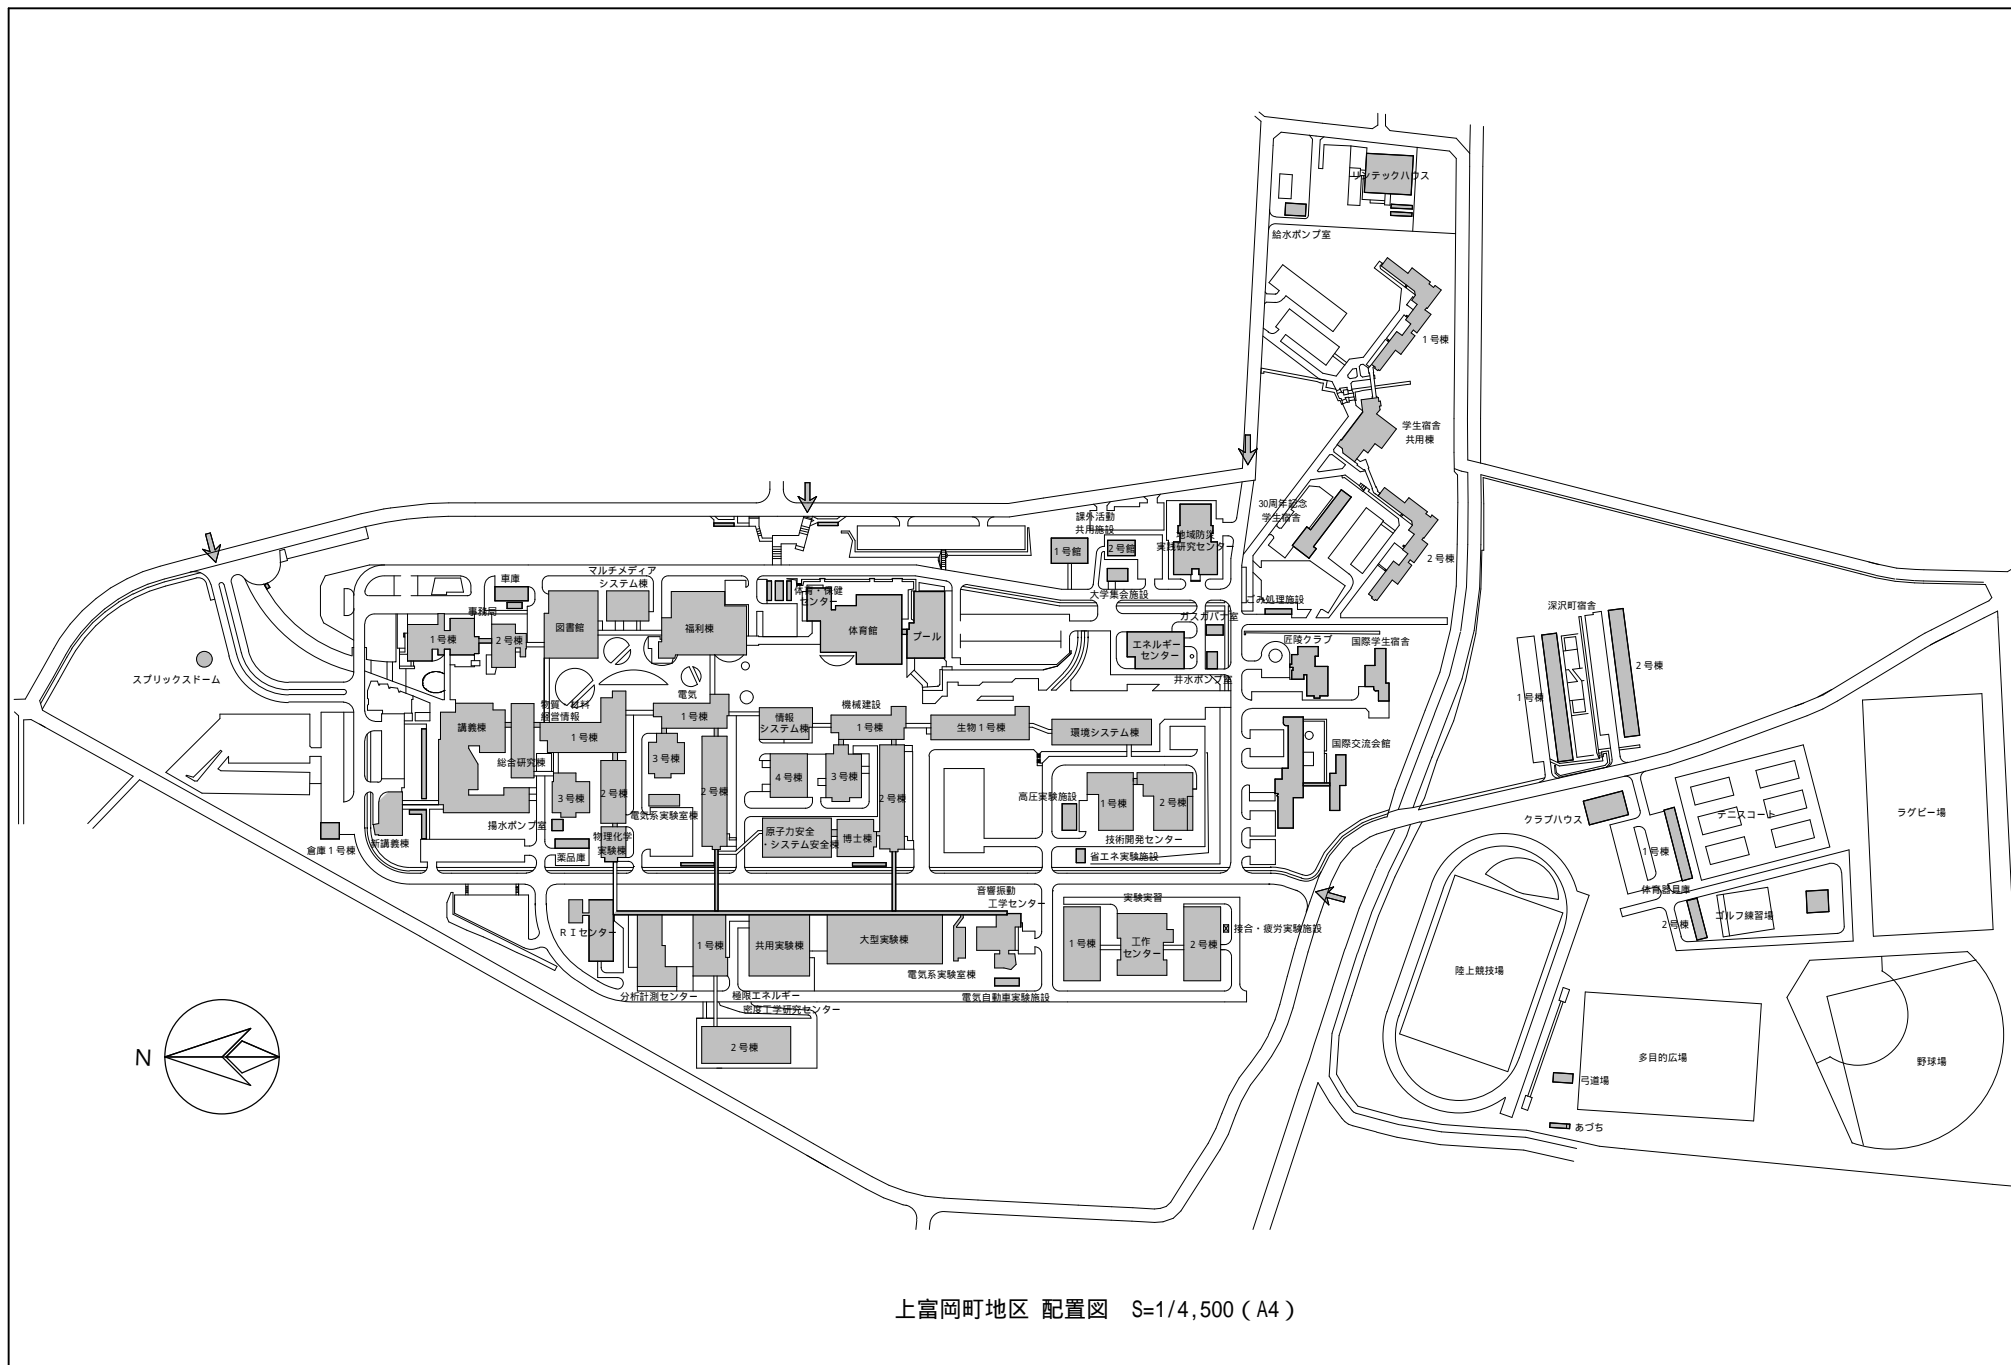 リンテックハウス
給水ポンプ室
1号棟
学生宿舎
共用棟
30周年記念
学生宿舎
2号棟
課外活動
共用施設
1号館
2号館
地域防災
実践研究センター
大学集会施設
ごみ処理施設
ガスガバナ室
エネルギー
センター
井水ポンプ室
匠陵クラブ
国際学生宿舎
国際交流会館
深沢町宿舎
1号棟
2号棟
マルチメディア
システム棟
車庫
事務局
1号棟
2号棟
図書館
福利棟
体育・保健
センター
体育館
プール
スプリックスドーム
講義棟
総合研究棟
物質・材料
経営情報
1号棟
電気
1号棟
情報
システム棟
機械建設
1号棟
生物1号棟
環境システム棟
3号棟
2号棟
3号棟
2号棟
4号棟
3号棟
2号棟
高圧実験施設
1号棟
2号棟
技術開発センター
省エネ実験施設
倉庫1号棟
新講義棟
揚水ポンプ室
薬品庫
物理化学
実験棟
電気系実験室棟
原子力安全
・システム安全棟
博士棟
クラブハウス
テニスコート
ラグビー場
1号棟
体育器具庫
2号棟
ゴルフ練習場
RIセンター
分析計測センター
1号棟
共用実験棟
極限エネルギー
密度工学研究センター
2号棟
大型実験棟
電気系実験室棟
音響振動
工学センター
電気自動車実験施設
実験実習
1号棟
工作
センター
2号棟
接合・疲労実験施設
陸上競技場
多目的広場
弓道場
あづち
野球場
N
上富岡町地区 配置図 S=1/4,500(A4)